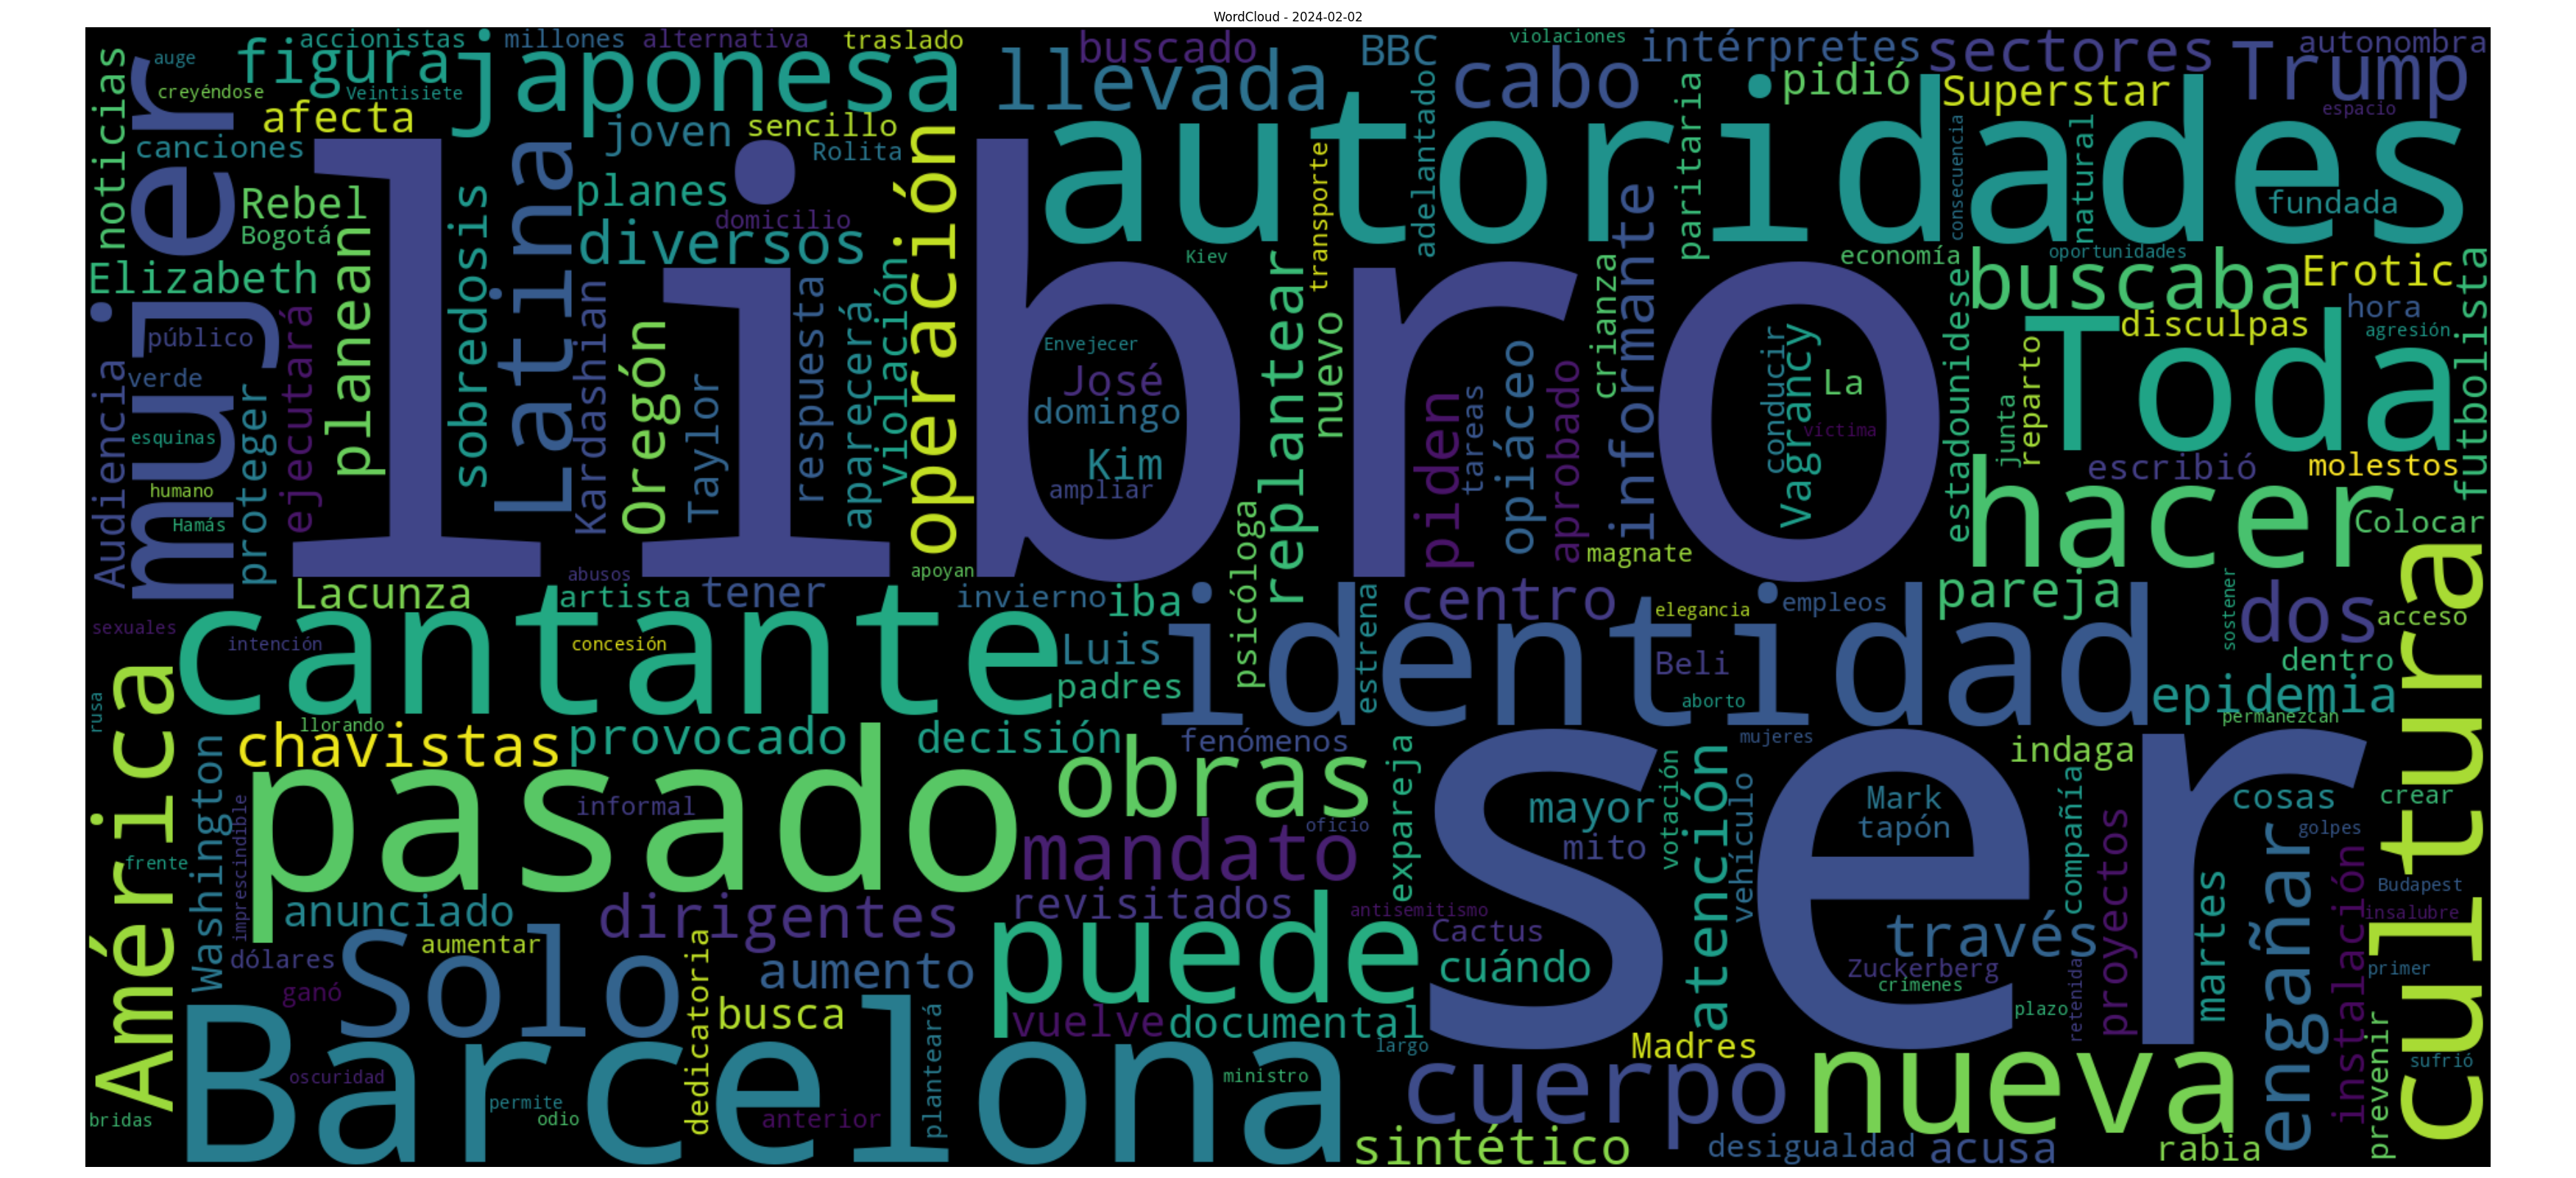 WordCloud - 2024-02-02
auge
accionistas
millones
alternativa
traslado
buscado
BBC
violaciones
intérpretes
sectores
Trump
autonombra
figura
japonesa
llevada
cabo
pidió
Superstar
espacio
creyéndose
Veintisiete
noticias
mujer
afecta
canciones
joven
sencillo
Rolita
operación
autoridades
adelantado
paritaria
consecuencia
natural
fundada
Rebel
Bogotá
planean
sobredosis
Latina
planes
domicilio
diversos
libro
transporte
Kiev
economía
oportunidades
Elizabeth
buscaba
Erotic
hora
agresión
disculpas
Audiencia
público
verde
esquinas
humano
Hamás
proteger
ejecutará
Kardashian
Oregón
Taylor
respuesta
aparecerá
violación
Envejecer
José
domingo
Kim
ampliar
replantear
nuevo
psicóloga
piden
tareas
opiáceo
aprobado
crianza
informante
magnate
conducir
Vagrancy
La
víctima
estadounidese
junta
reparto
Toda
escribió
molestos
futbolista
hacer
Colocar
abusos
apoyan
Lacunza
artista
tener
invierno
iba
centro
elegancia
empleos
pareja
sostener
dos
acceso
sexuales
intención
concesión
cantante
Luis
padres
estrena
identidad
Beli
aborto
dentro
epidemia
permanezcan
cultura
rusa
América
llorando
chavistas
provocado
decisión
fenómenos
mujeres
indaga
Washington
imprescindible
pasado
informal
obras
oficio
expareja
ser
mayor
mito
votación
atención
vehículo
Mark
tapón
compañía
proyectos
cosas
crear
golpes
frente
mandato
anunciado
dirigentes
revisitados
antisemitismo
Cactus
través
martes
engañar
instalación
Budapest
insalubre
dólares
Solo
aumentar
dedicatoria
aumento
puede
cuándo
Zuckerberg
crímenes
retenida
primer
ganó
busca
planteará
vuelve
documental
largo
Madres
plazo
prevenir
sufrió
Barcelona
oscuridad
ministro
cuerpo
nueva
bridas
permite
odio
anterior
sintético
desigualdad
acusa
rabia